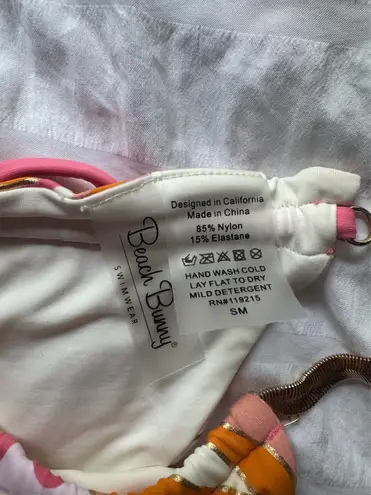 Designed in California
Made in China
85% Nylon
15% Elastane
HAND WASH COLD
LAY FLAT TO DRY
MILD DETERGENT
RN#119215
SM
Beach Bunny®
SWIMWEAR